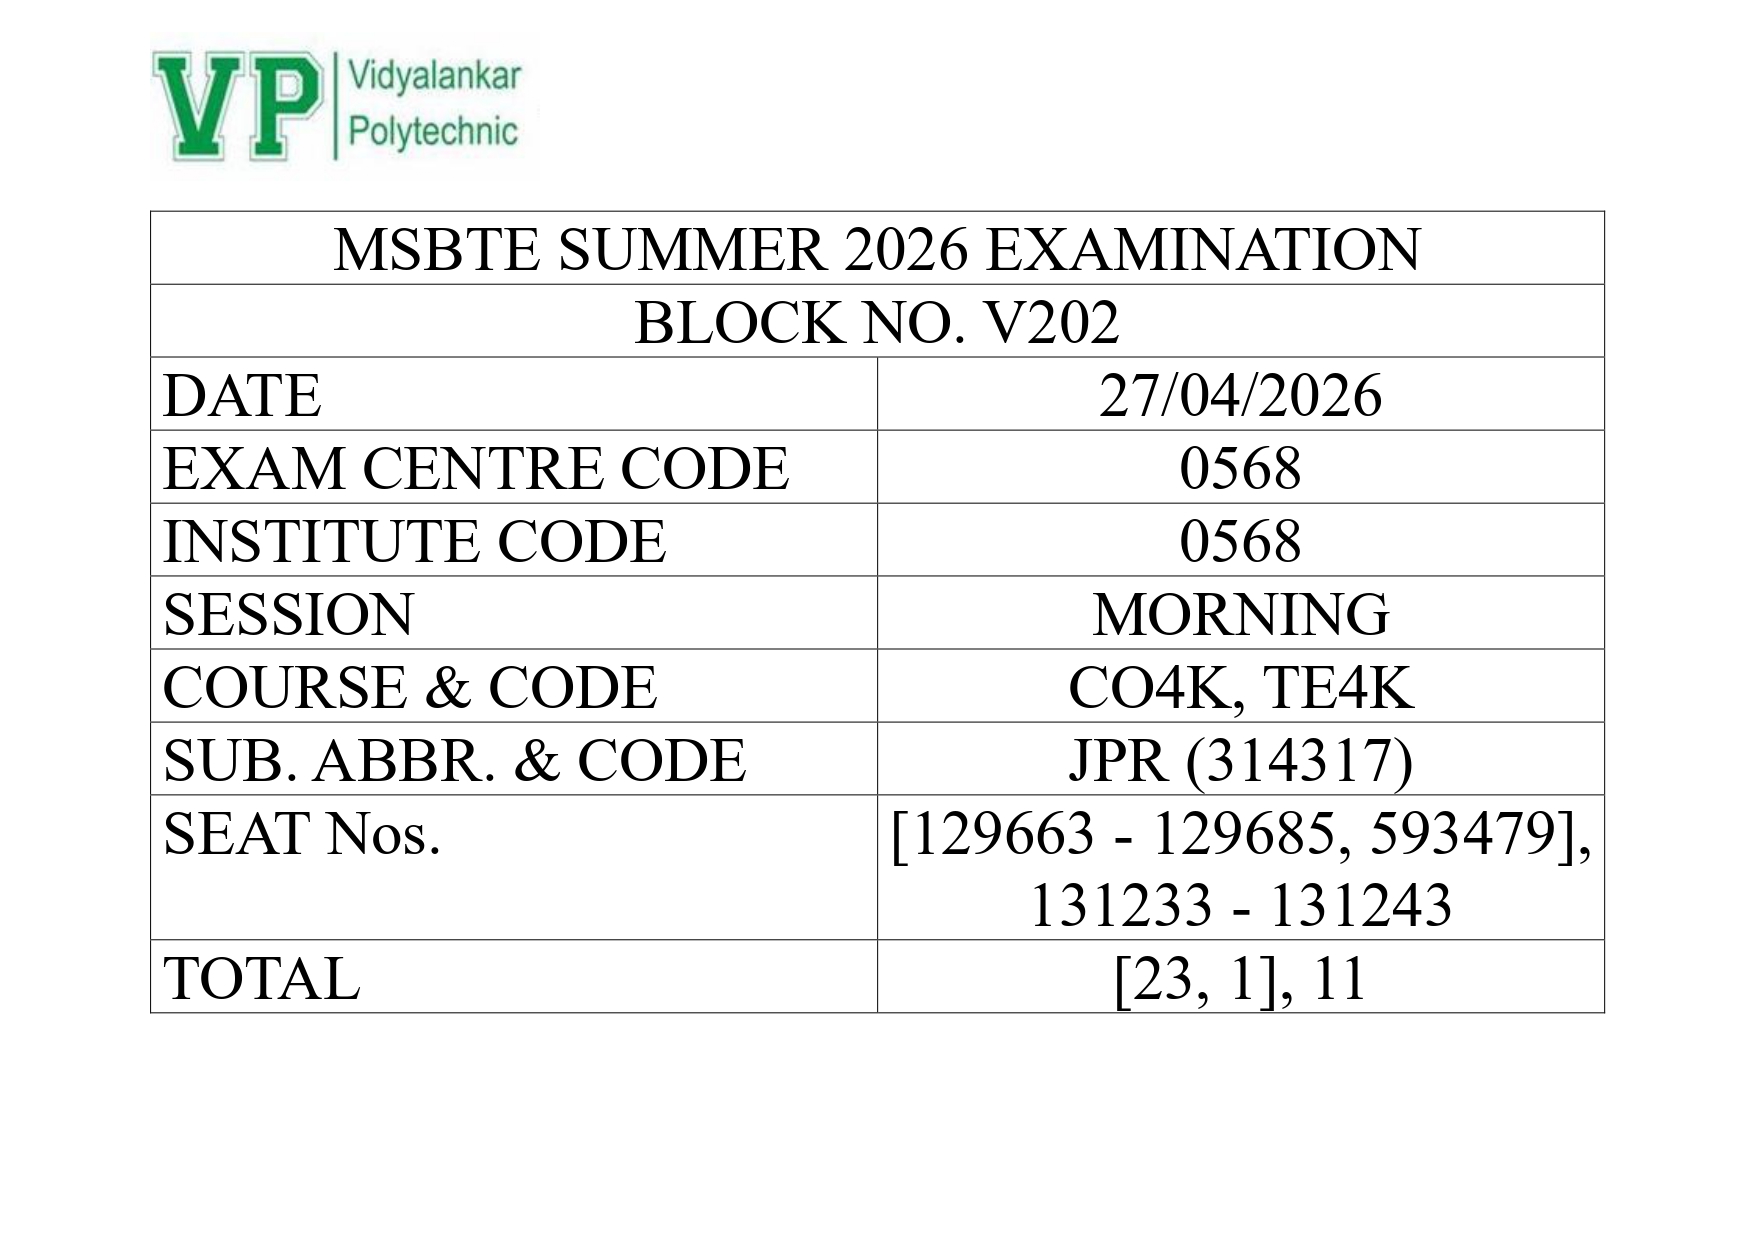 VP Vidyalankar
Polytechnic
MSBTE SUMMER 2026 EXAMINATION
BLOCK NO. V202
DATE 27/04/2026
EXAM CENTRE CODE 0568
INSTITUTE CODE 0568
SESSION MORNING
COURSE & CODE CO4K, TE4K
SUB. ABBR. & CODE JPR (314317)
SEAT Nos. [129663 - 129685, 593479],
131233 - 131243
TOTAL [23, 1], 11